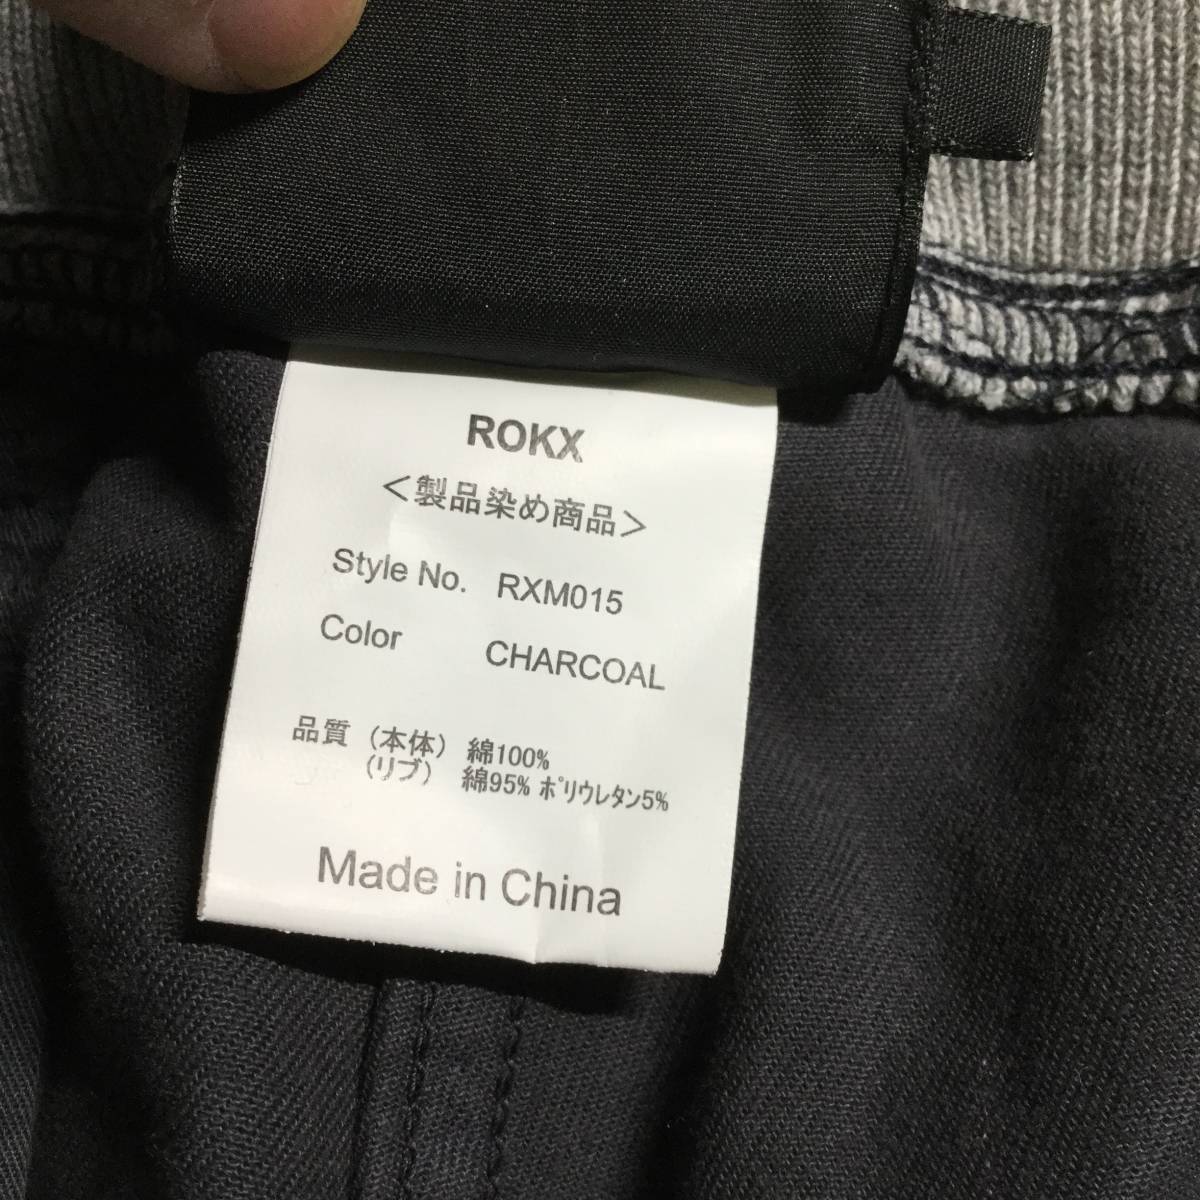 ROKX
＜製品染め商品＞
Style No. RXM015
Color CHARCOAL
品質 (本体) 綿100%
(リブ) 綿95% ﾎﾟﾘｳﾚﾀﾝ5%
Made in China